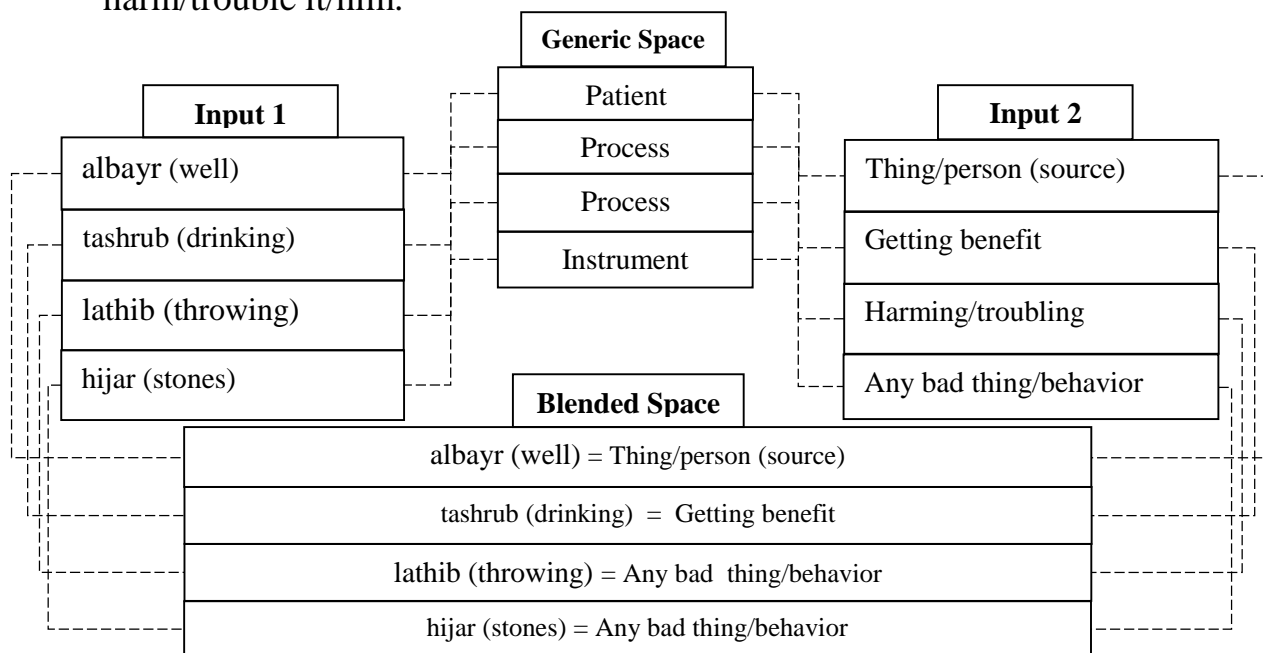 harm/trouble it/him.
Generic Space
Patient
Process
Process
Instrument
Input 1
albayr (well)
tashrub (drinking)
lathib (throwing)
hijar (stones)
Input 2
Thing/person (source)
Getting benefit
Harming/troubling
Any bad thing/behavior
Blended Space
albayr (well) = Thing/person (source)
tashrub (drinking) = Getting benefit
lathib (throwing) = Any bad thing/behavior
hijar (stones) = Any bad thing/behavior